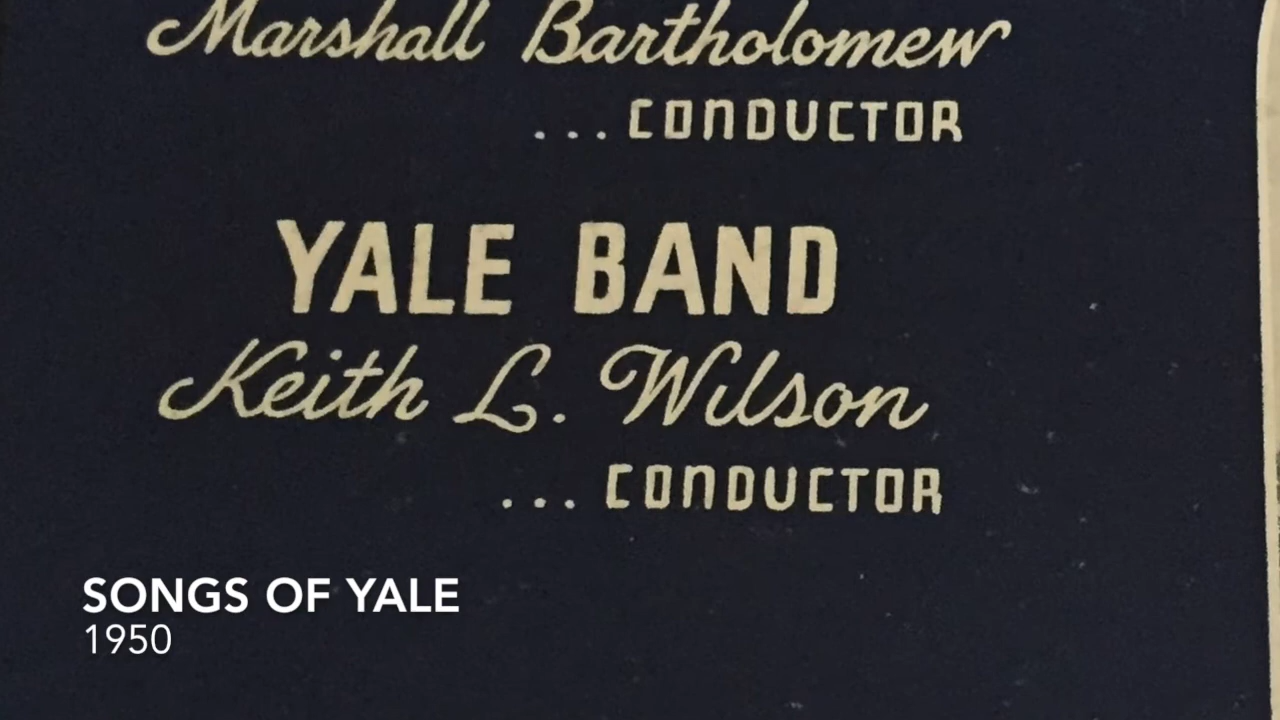 Marshall Bartholomew
...CONDUCTOR
YALE BAND
Keith L. Wilson
...CONDUCTOR
SONGS OF YALE
1950